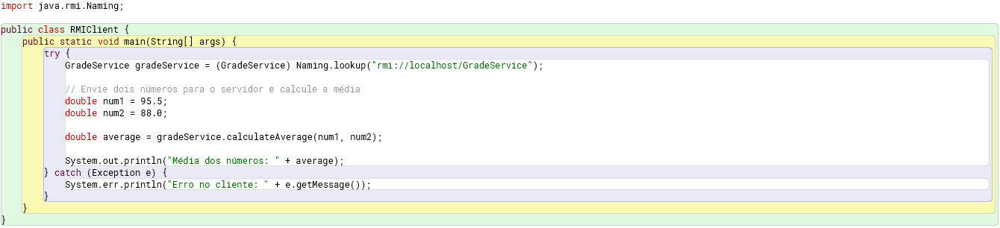 import java.rmi.Naming;
public class RMIClient {
public static void main(String[] args) {
try {
GradeService gradeService = (GradeService) Naming.lookup("rmi://localhost/GradeService");
// Envie dois números para o servidor e calcule a média
double num1 = 95.5;
double num2 = 88.0;
double average = gradeService.calculateAverage(num1, num2);
System.out.println("Média dos números: " + average);
} catch (Exception e) {
System.err.println("Erro no cliente: " + e.getMessage());
}
}
}